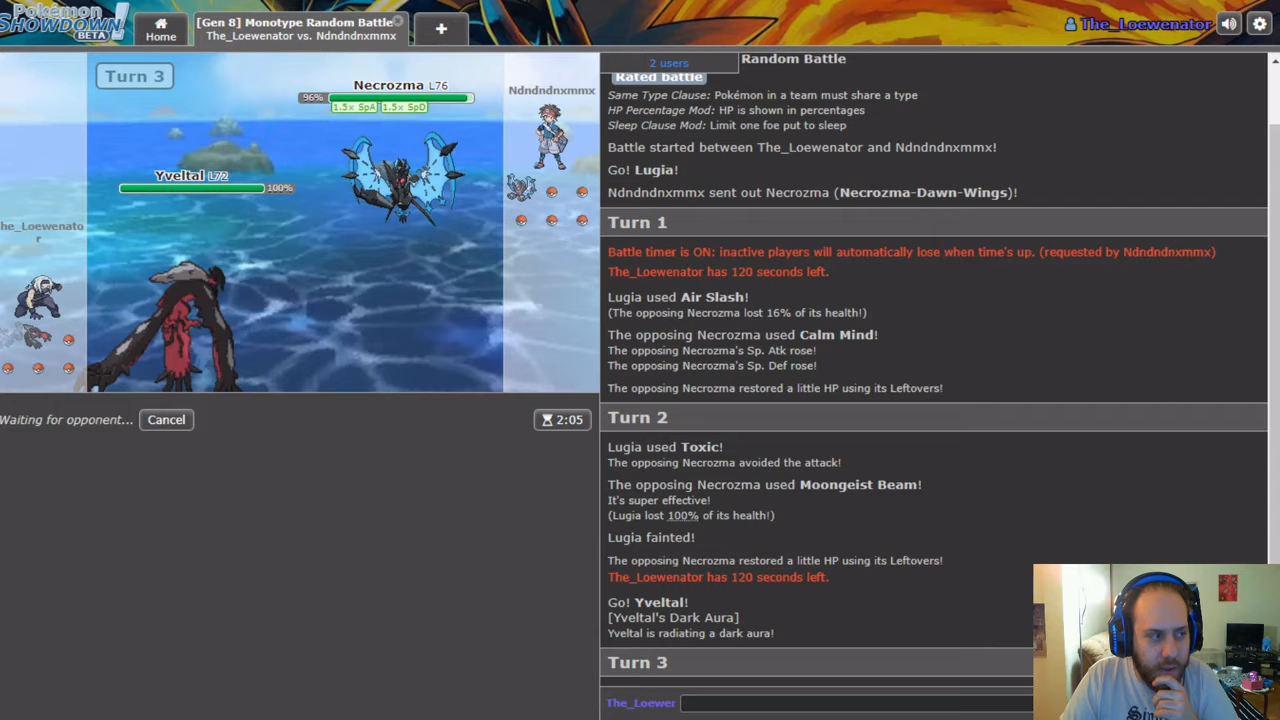 Pokémon
SHOWDOWN!
BETA
Home
[Gen 8] Monotype Random Battle
The_Loewenator vs. Ndndndnxmmx
+
The_Loewenator
Turn 3
Necrozma L76
96%
1.5× SpA 1.5× SpD
Ndndndnxmmx
Yveltal L72
100%
he_Loewenato
r
Waiting for opponent... Cancel
2:05
2 users
Random Battle
Rated battle
Same Type Clause: Pokémon in a team must share a type
HP Percentage Mod: HP is shown in percentages
Sleep Clause Mod: Limit one foe put to sleep
Battle started between The_Loewenator and Ndndndnxmmx!
Go! Lugia!
Ndndndnxmmx sent out Necrozma (Necrozma-Dawn-Wings)!
Turn 1
Battle timer is ON: inactive players will automatically lose when time's up. (requested by Ndndndnxmmx)
The_Loewenator has 120 seconds left.
Lugia used Air Slash!
(The opposing Necrozma lost 16% of its health!)
The opposing Necrozma used Calm Mind!
The opposing Necrozma's Sp. Atk rose!
The opposing Necrozma's Sp. Def rose!
The opposing Necrozma restored a little HP using its Leftovers!
Turn 2
Lugia used Toxic!
The opposing Necrozma avoided the attack!
The opposing Necrozma used Moongeist Beam!
It's super effective!
(Lugia lost 100% of its health!)
Lugia fainted!
The opposing Necrozma restored a little HP using its Leftovers!
The_Loewenator has 120 seconds left.
Go! Yveltal!
[Yveltal's Dark Aura]
Yveltal is radiating a dark aura!
Turn 3
The_Loewer